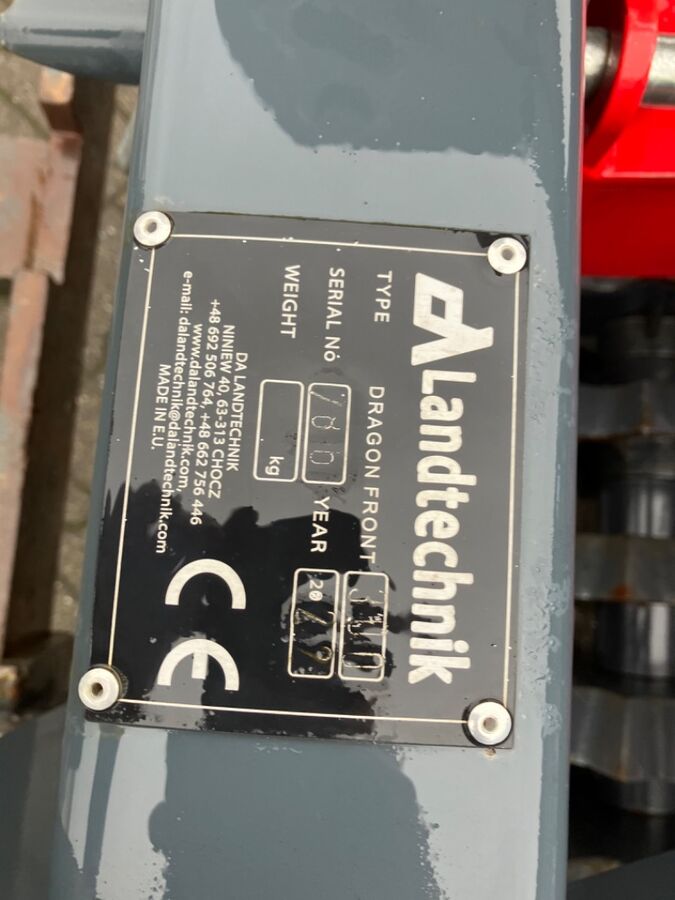 dA Landtechnik
TYPE DRAGON FRONT
SERIAL Nó YEAR 20
WEIGHT kg
DA LANDTECHNIK
NINIEW 40, 63-313 CHOCZ
+48 692 506 764, +48 662 756 446
www.dalandtechnik.com,
e-mail: dalandtechnik@dalandtechnik.com
MADE IN E.U.
CE